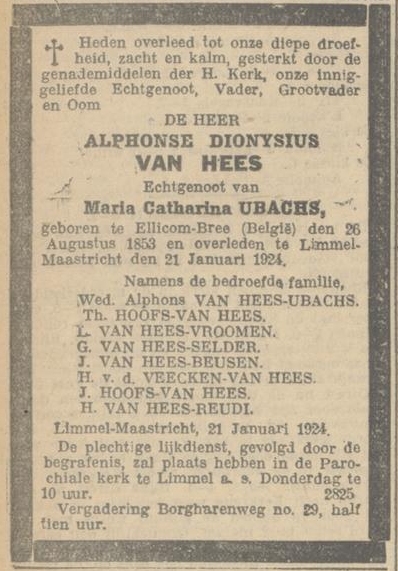 Heden overleed tot onze diepe droef-
heid, zacht en kalm, gesterkt door de
genademiddelen der H. Kerk, onze innig-
geliefde Echtgenoot, Vader, Grootvader
en Oom
DE HEER
ALPHONSE DIONYSIUS
VAN HEES
Echtgenoot van
Maria Catharina UBACHS,
geboren te Ellicom-Bree (België) den 26
Augustus 1853 en overleden te Limmel-
Maastricht den 21 Januari 1924.
Namens de bedroefde familie,
Wed. Alphons VAN HEES-UBACHS.
Th. HOOFS-VAN HEES.
L. VAN HEES-VROOMEN.
G. VAN HEES-SELDER.
J. VAN HEES-BEUSEN.
H. v. d. VEECKEN-VAN HEES.
J. HOOFS-VAN HEES.
H. VAN HEES-REUDI.
Limmel-Maastricht, 21 Januari 1924.
De plechtige lijkdienst, gevolgd door de
begrafenis, zal plaats hebben in de Paro-
chiale kerk te Limmel a. s. Donderdag te
10 uur. 2825
Vergadering Borgharenweg no. 29, half
tien uur.